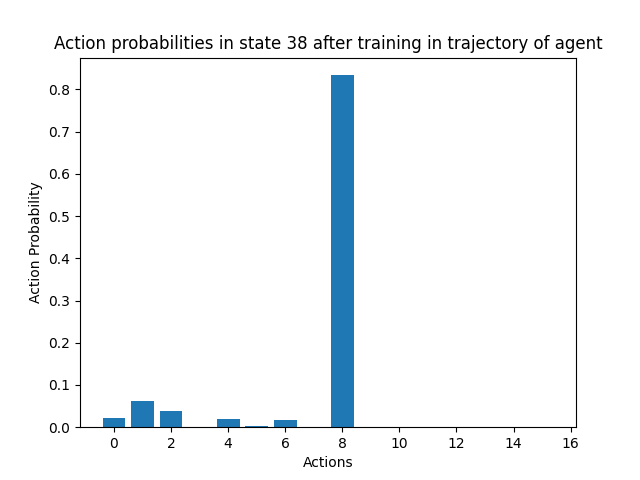 Action probabilities in state 38 after training in trajectory of agent
0.8
0.7
0.6
0.5
0.4
0.3
0.2
0.1
0.0
Action Probability
0 2 4 6 8 10 12 14 16
Actions